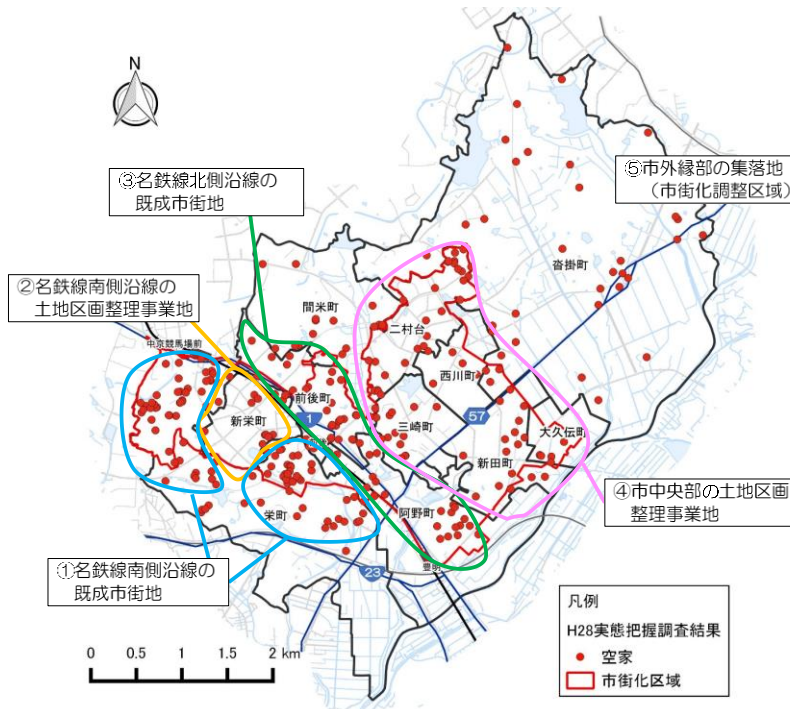 N
③名鉄線北側沿線の
既成市街地
⑤市外縁部の集落地
（市街化調整区域）
②名鉄線南側沿線の
土地区画整理事業地
沓掛町
間米町
二村台
中京競馬場前
西川町
前後町
新栄町
1
57
三崎町
大久伝町
新田町
④市中央部の土地区画
整理事業地
栄町
阿野町
豊明
23
①名鉄線南側沿線の
既成市街地
0 0.5 1 1.5 2 km
凡例
H28実態把握調査結果
空家
市街化区域